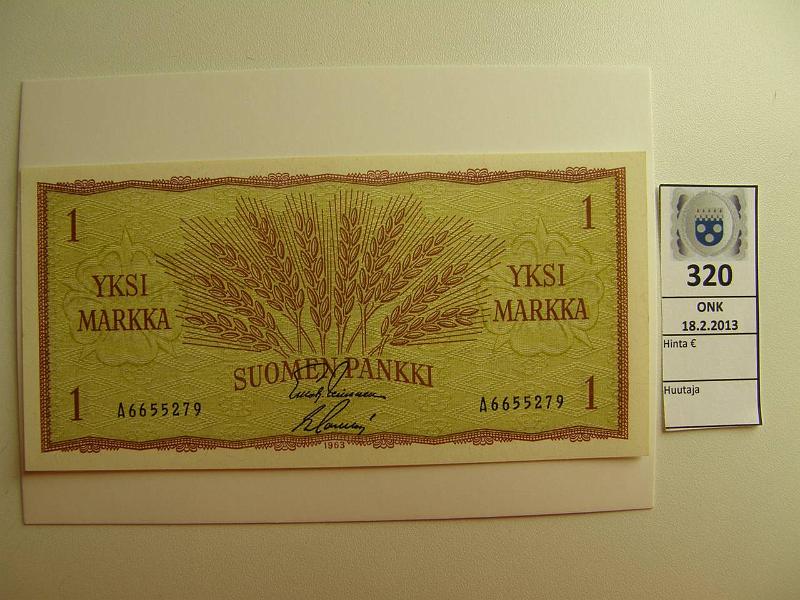 1 1
YKSI MARKKA
YKSI MARKKA
SUOMEN PANKKI
1 1
A6655279 A6655279
1963
320
ONK
18.2.2013
Hinta €
Huutaja